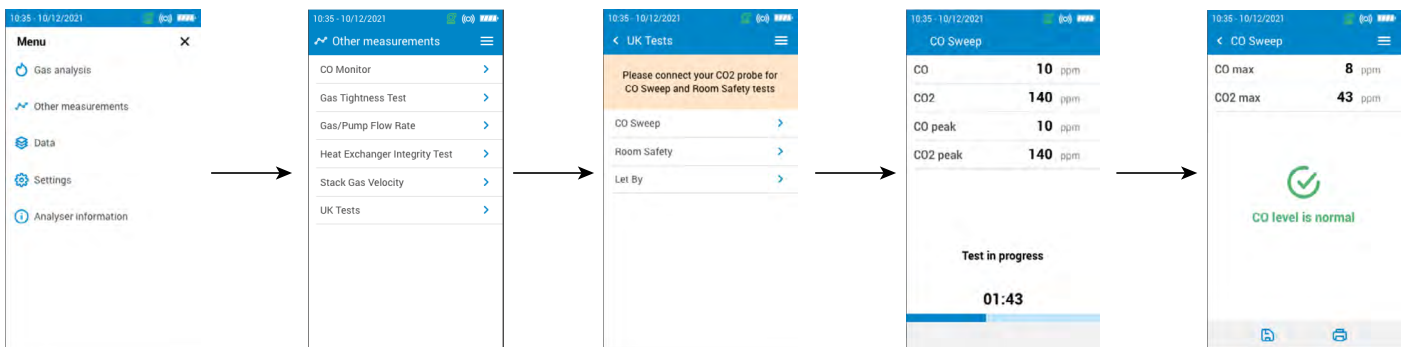 10:35 - 10/12/2021
Menu
Gas analysis
Other measurements
Data
Settings
Analyser information
10:35 - 10/12/2021
Other measurements
CO Monitor
Gas Tightness Test
Gas/Pump Flow Rate
Heat Exchanger Integrity Test
Stack Gas Velocity
UK Tests
10:35 - 10/12/2021
UK Tests
Please connect your CO2 probe for
CO Sweep and Room Safety tests
CO Sweep
Room Safety
Let By
10:35 - 10/12/2021
CO Sweep
CO 10 ppm
CO2 140 ppm
CO peak 10 ppm
CO2 peak 140 ppm
Test in progress
01:43
10:35 - 10/12/2021
CO Sweep
CO max 8 ppm
CO2 max 43 ppm
CO level is normal